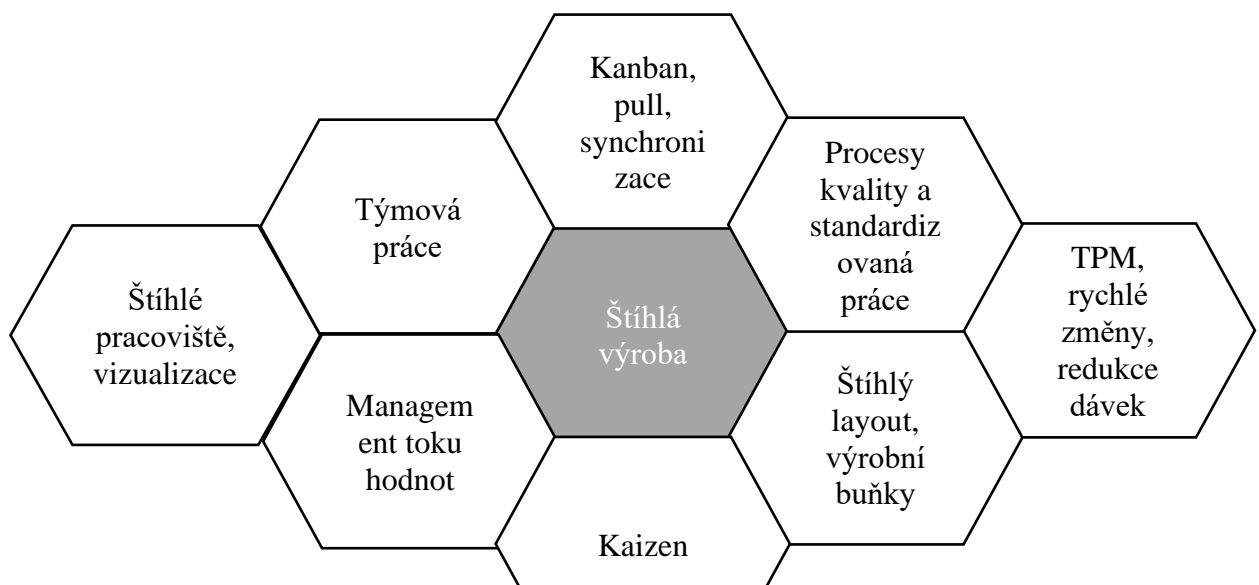 Kanban,
pull,
synchroni
zace
Procesy
kvality a
standardiz
ovaná
práce
Týmová
práce
TPM,
rychlé
změny,
redukce
dávek
Štíhlé
pracoviště,
vizualizace
Štíhlá
výroba
Štíhlý
layout,
výrobní
buňky
Managem
ent toku
hodnot
Kaizen